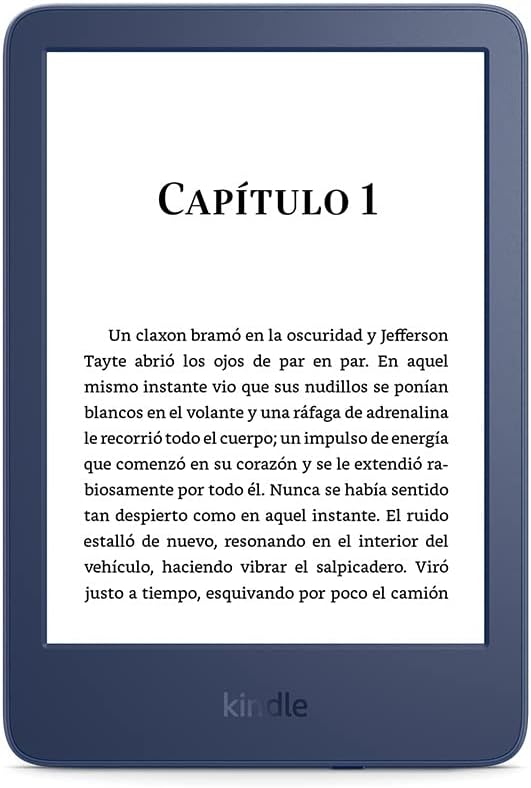 CAPÍTULO 1
Un claxon bramó en la oscuridad y Jefferson
Tayte abrió los ojos de par en par. En aquel
mismo instante vio que sus nudillos se ponían
blancos en el volante y una ráfaga de adrenalina
le recorrió todo el cuerpo; un impulso de energía
que comenzó en su corazón y se le extendió ra-
biosamente por todo él. Nunca se había sentido
tan despierto como en aquel instante. El ruido
estalló de nuevo, resonando en el interior del
vehículo, haciendo vibrar el salpicadero. Viró
justo a tiempo, esquivando por poco el camión
kindle